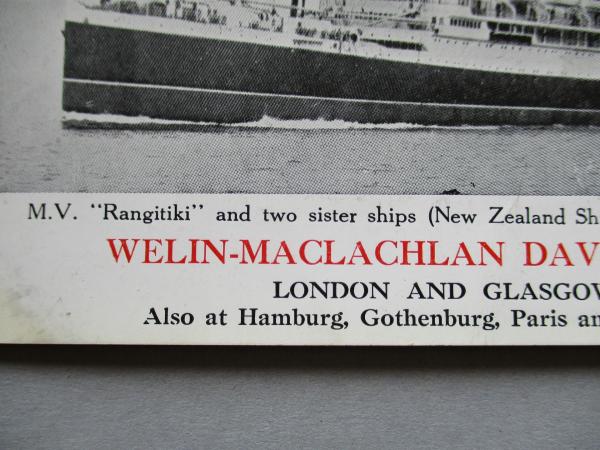 M.V. "Rangitiki" and two sister ships (New Zealand Sh
WELIN-MACLACHLAN DAV
LONDON AND GLASGOW
Also at Hamburg, Gothenburg, Paris an